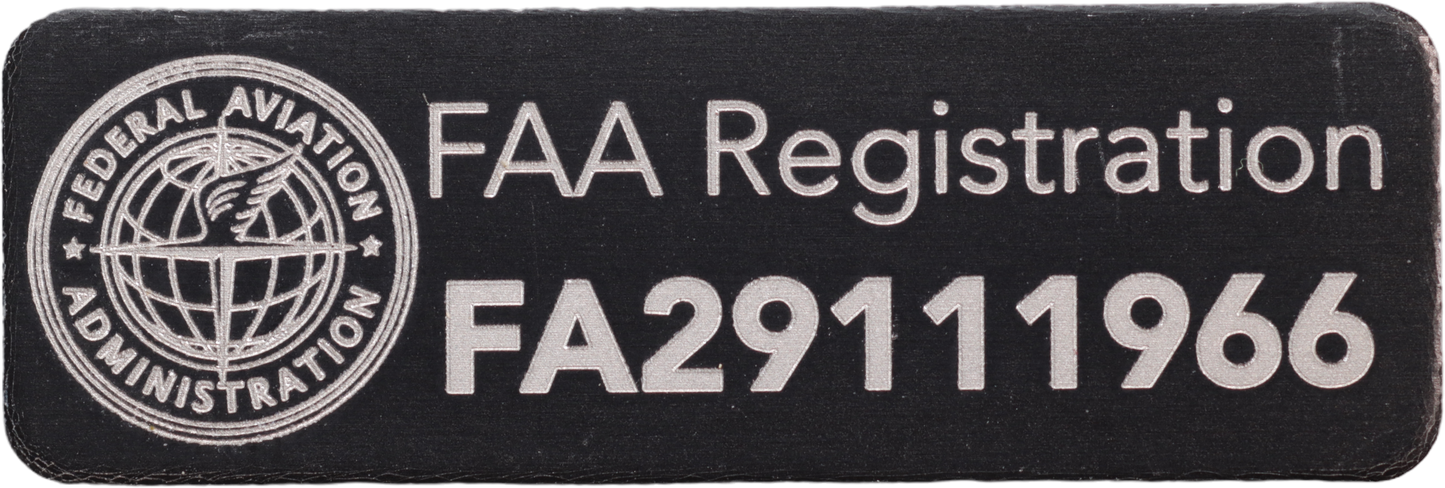 FEDERAL AVIATION
ADMINISTRATION
FAA Registration
FA29111966